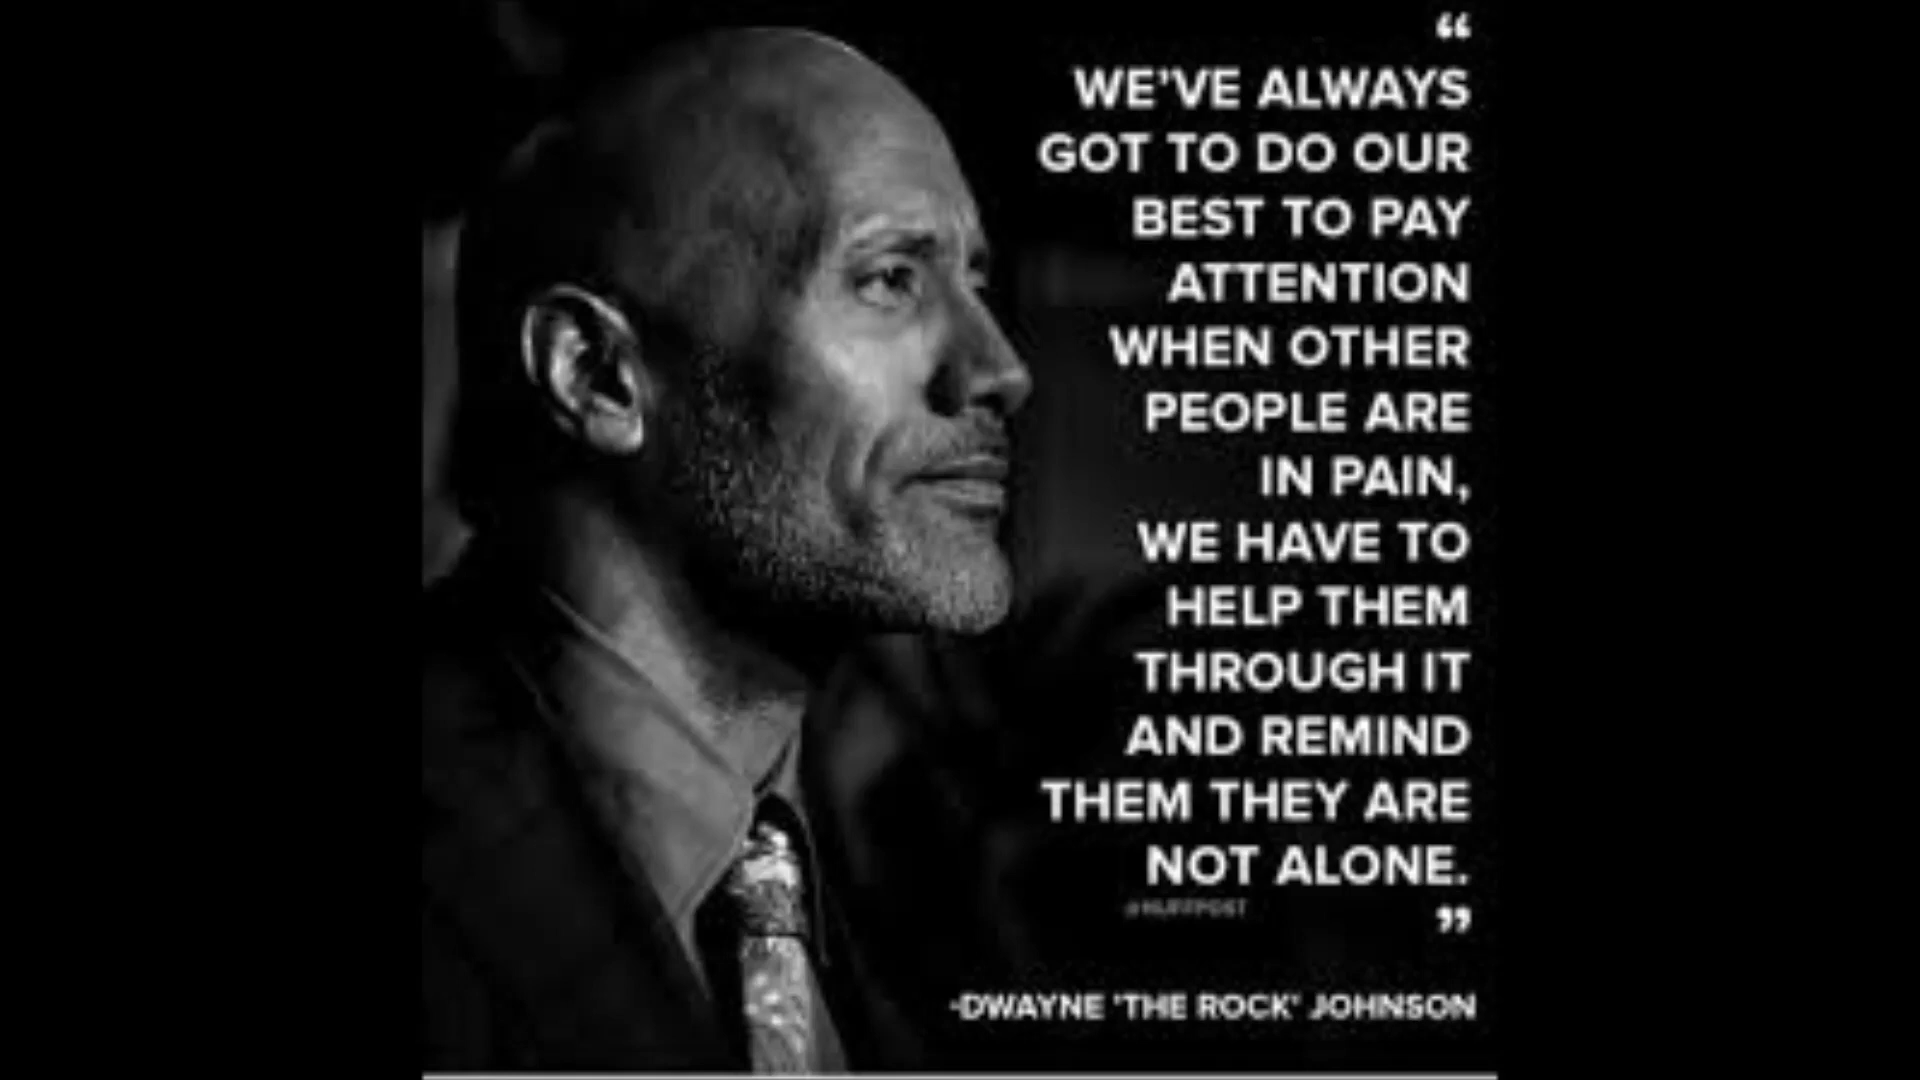 “
WE'VE ALWAYS
GOT TO DO OUR
BEST TO PAY
ATTENTION
WHEN OTHER
PEOPLE ARE
IN PAIN,
WE HAVE TO
HELP THEM
THROUGH IT
AND REMIND
THEM THEY ARE
NOT ALONE.
@HUFFPOST
”
-DWAYNE 'THE ROCK' JOHNSON